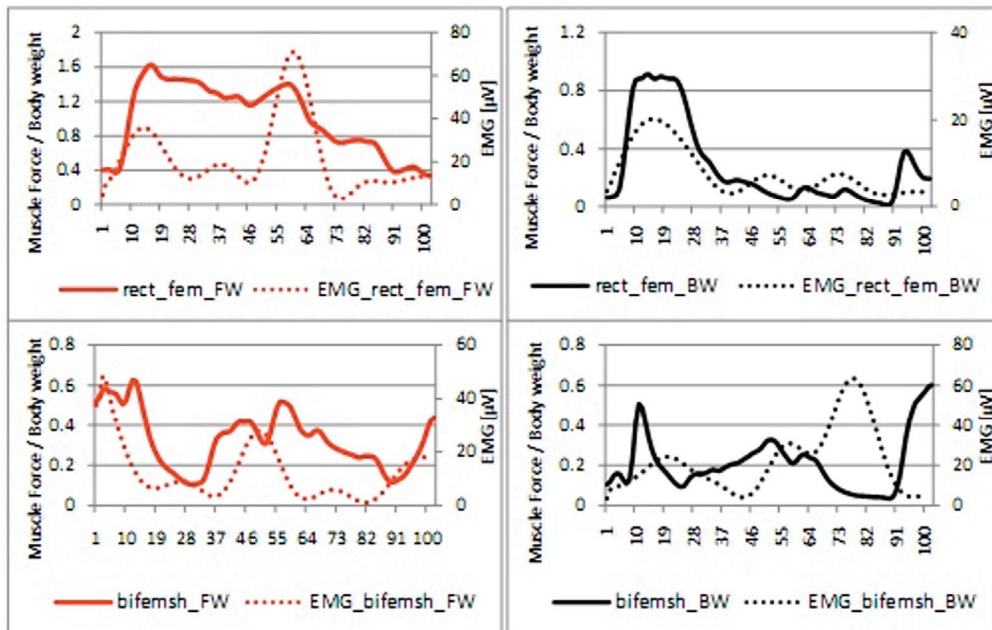 Muscle Force / Body weight
2
1.6
1.2
0.8
0.4
0
80
60
40
20
0
EMG [µV]
1 10 19 28 37 46 55 64 73 82 91 100
rect_fem_FW EMG_rect_fem_FW
Muscle Force / Body weight
1.2
0.8
0.4
0
40
20
0
EMG [µV]
1 10 19 28 37 46 55 64 73 82 91 100
rect_fem_BW EMG_rect_fem_BW
Muscle Force / Body weight
0.8
0.6
0.4
0.2
0
60
40
20
0
EMG [µV]
1 10 19 28 37 46 55 64 73 82 91 100
bifemsh_FW EMG_bifemsh_FW
Muscle Force / Body weight
0.8
0.6
0.4
0.2
0
80
60
40
20
0
EMG [µV]
1 10 19 28 37 46 55 64 73 82 91 100
bifemsh_BW EMG_bifemsh_BW